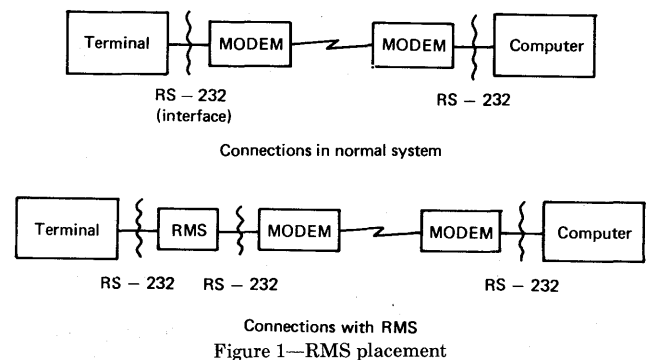 Terminal MODEM MODEM Computer
RS – 232 RS – 232
(interface)
Connections in normal system
Terminal RMS MODEM MODEM Computer
RS – 232 RS – 232 RS – 232
Connections with RMS
Figure 1—RMS placement